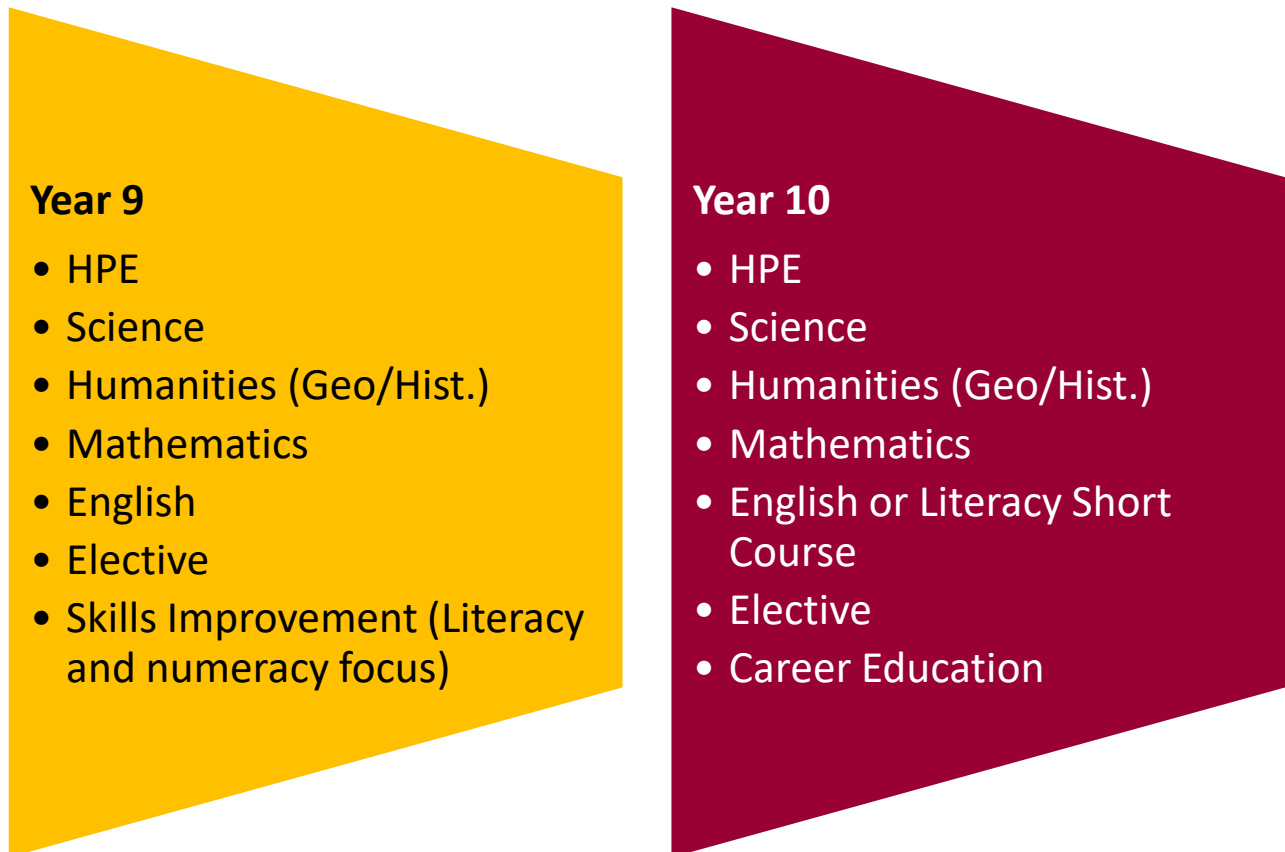 Year 9
• HPE
• Science
• Humanities (Geo/Hist.)
• Mathematics
• English
• Elective
• Skills Improvement (Literacy
and numeracy focus)
Year 10
• HPE
• Science
• Humanities (Geo/Hist.)
• Mathematics
• English or Literacy Short
Course
• Elective
• Career Education